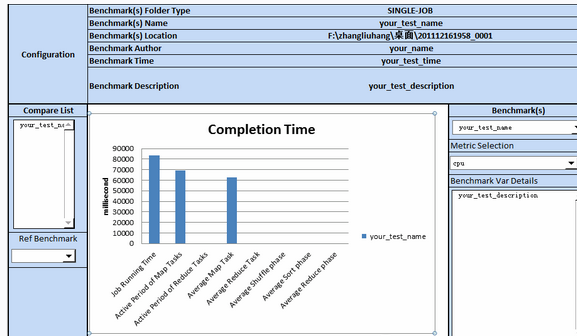 Configuration
Benchmark(s) Folder Type SINGLE-JOB
Benchmark(s) Name your_test_name
Benchmark(s) Location F:\zhangliuhang\桌面\201112161958_0001
Benchmark Author your_name
Benchmark Time your_test_time
Benchmark Description your_test_description
Compare List
your_test_na
Ref Benchmark
Completion Time
millisecond
90000
80000
70000
60000
50000
40000
30000
20000
10000
0
Job Running Time
Active Period of Map Tasks
Active Period of Reduce Tasks
Average Map Task
Average Reduce Task
Average Shuffle phase
Average Sort phase
Average Reduce phase
your_test_name
Benchmark(s)
your_test_name
Metric Selection
cpu
Benchmark Var Details
your_test_description